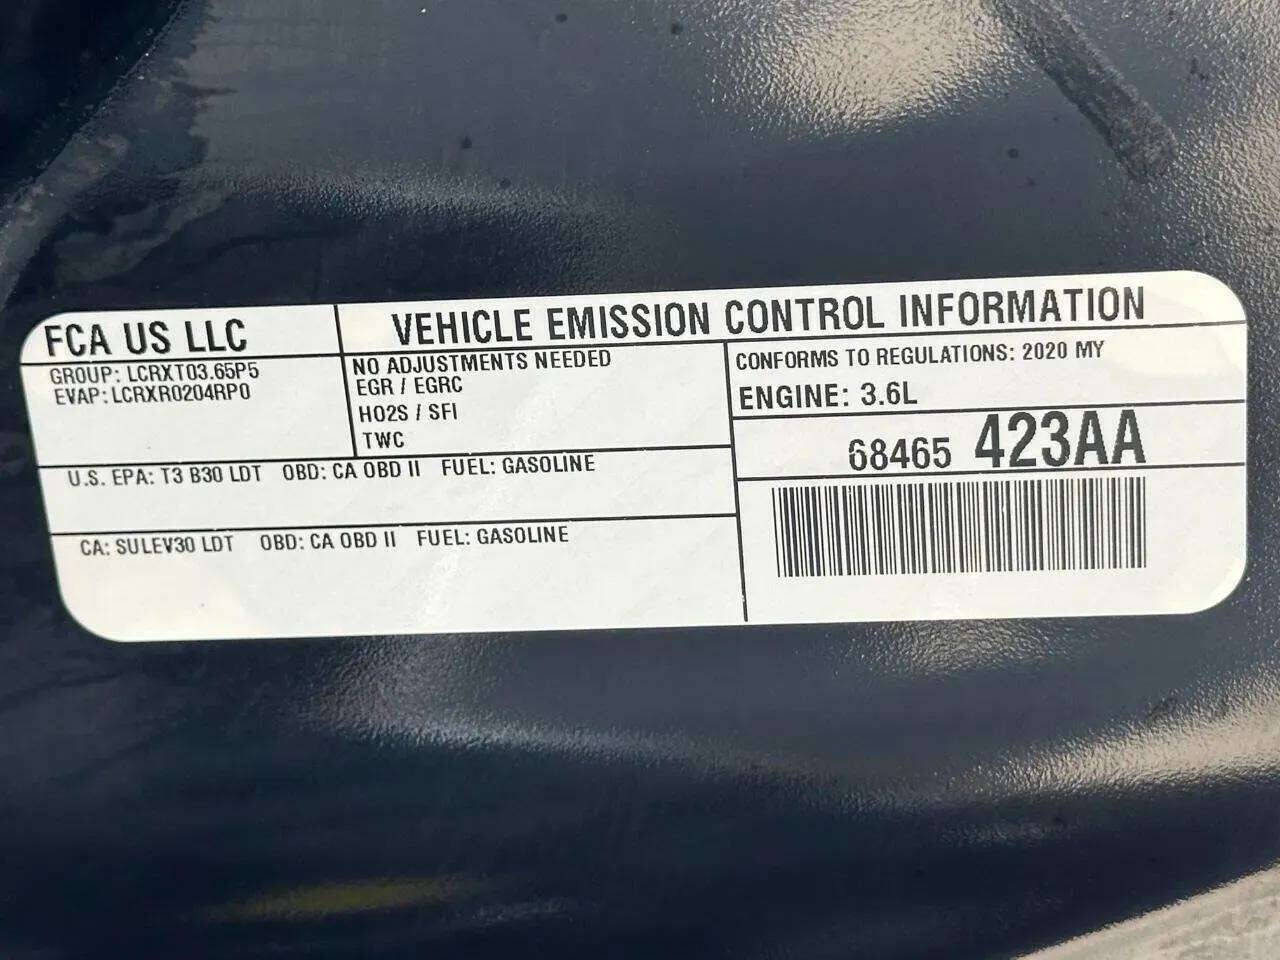 FCA US LLC
VEHICLE EMISSION CONTROL INFORMATION
GROUP: LCRXT03.65P5
EVAP: LCRXR0204RP0
NO ADJUSTMENTS NEEDED
EGR / EGRC
HO2S / SFI
TWC
CONFORMS TO REGULATIONS: 2020 MY
ENGINE: 3.6L
68465 423AA
U.S. EPA: T3 B30 LDT OBD: CA OBD II FUEL: GASOLINE
CA: SULEV30 LDT OBD: CA OBD II FUEL: GASOLINE